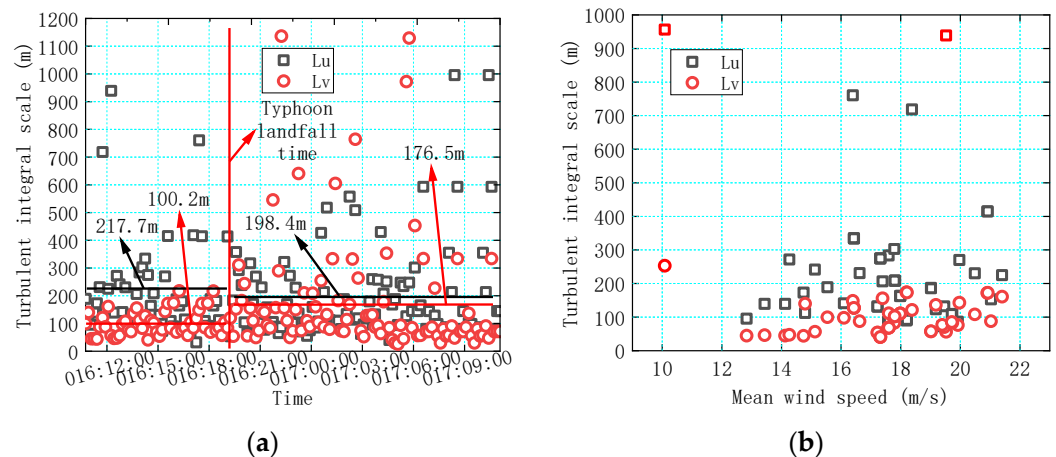 1200
1100
1000
900
800
700
600
500
400
300
200
100
0
Turbulent integral scale (m)
Lu
Lv
Typhoon
landfall
time
217.7m
100.2m
198.4m
176.5m
016:12:00
016:15:00
016:18:00
016:21:00
017:00:00
017:03:00
017:06:00
017:09:00
Time
(a)
1000
900
800
700
600
500
400
300
200
100
0
Turbulent integral scale (m)
Lu
Lv
10 12 14 16 18 20 22
Mean wind speed (m/s)
(b)